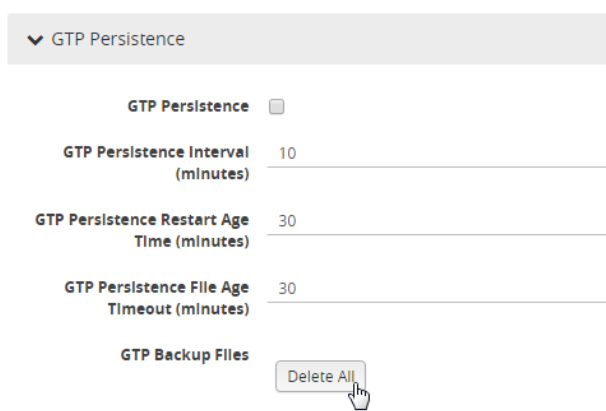 GTP Persistence
GTP Persistence
GTP Persistence Interval
(minutes)
10
GTP Persistence Restart Age
Time (minutes)
30
GTP Persistence File Age
Timeout (minutes)
30
GTP Backup Files
Delete All